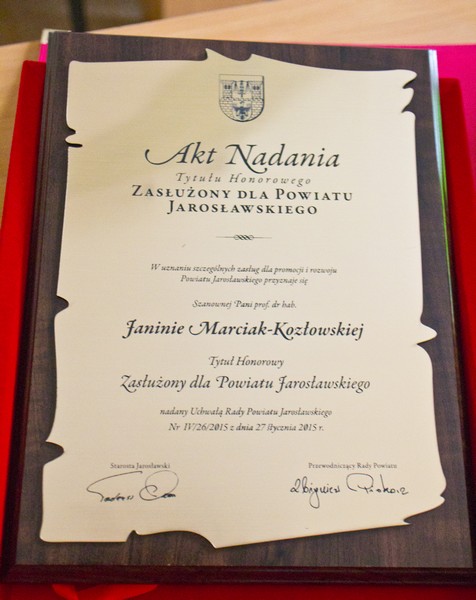 Akt Nadania
Tytułu Honorowego
Zasłużony dla Powiatu
Jarosławskiego
W uznaniu szczególnych zasług dla promocji i rozwoju
Powiatu Jarosławskiego przyznaje się
Szanownej Pani prof. dr hab.
Janinie Marciak-Kozłowskiej
Tytuł Honorowy
Zasłużony dla Powiatu Jarosławskiego
nadany Uchwałą Rady Powiatu Jarosławskiego
Nr IV/26/2015 z dnia 27 stycznia 2015 r.
Starosta Jarosławski
Przewodniczący Rady Powiatu
Tadeusz
Zbigniew